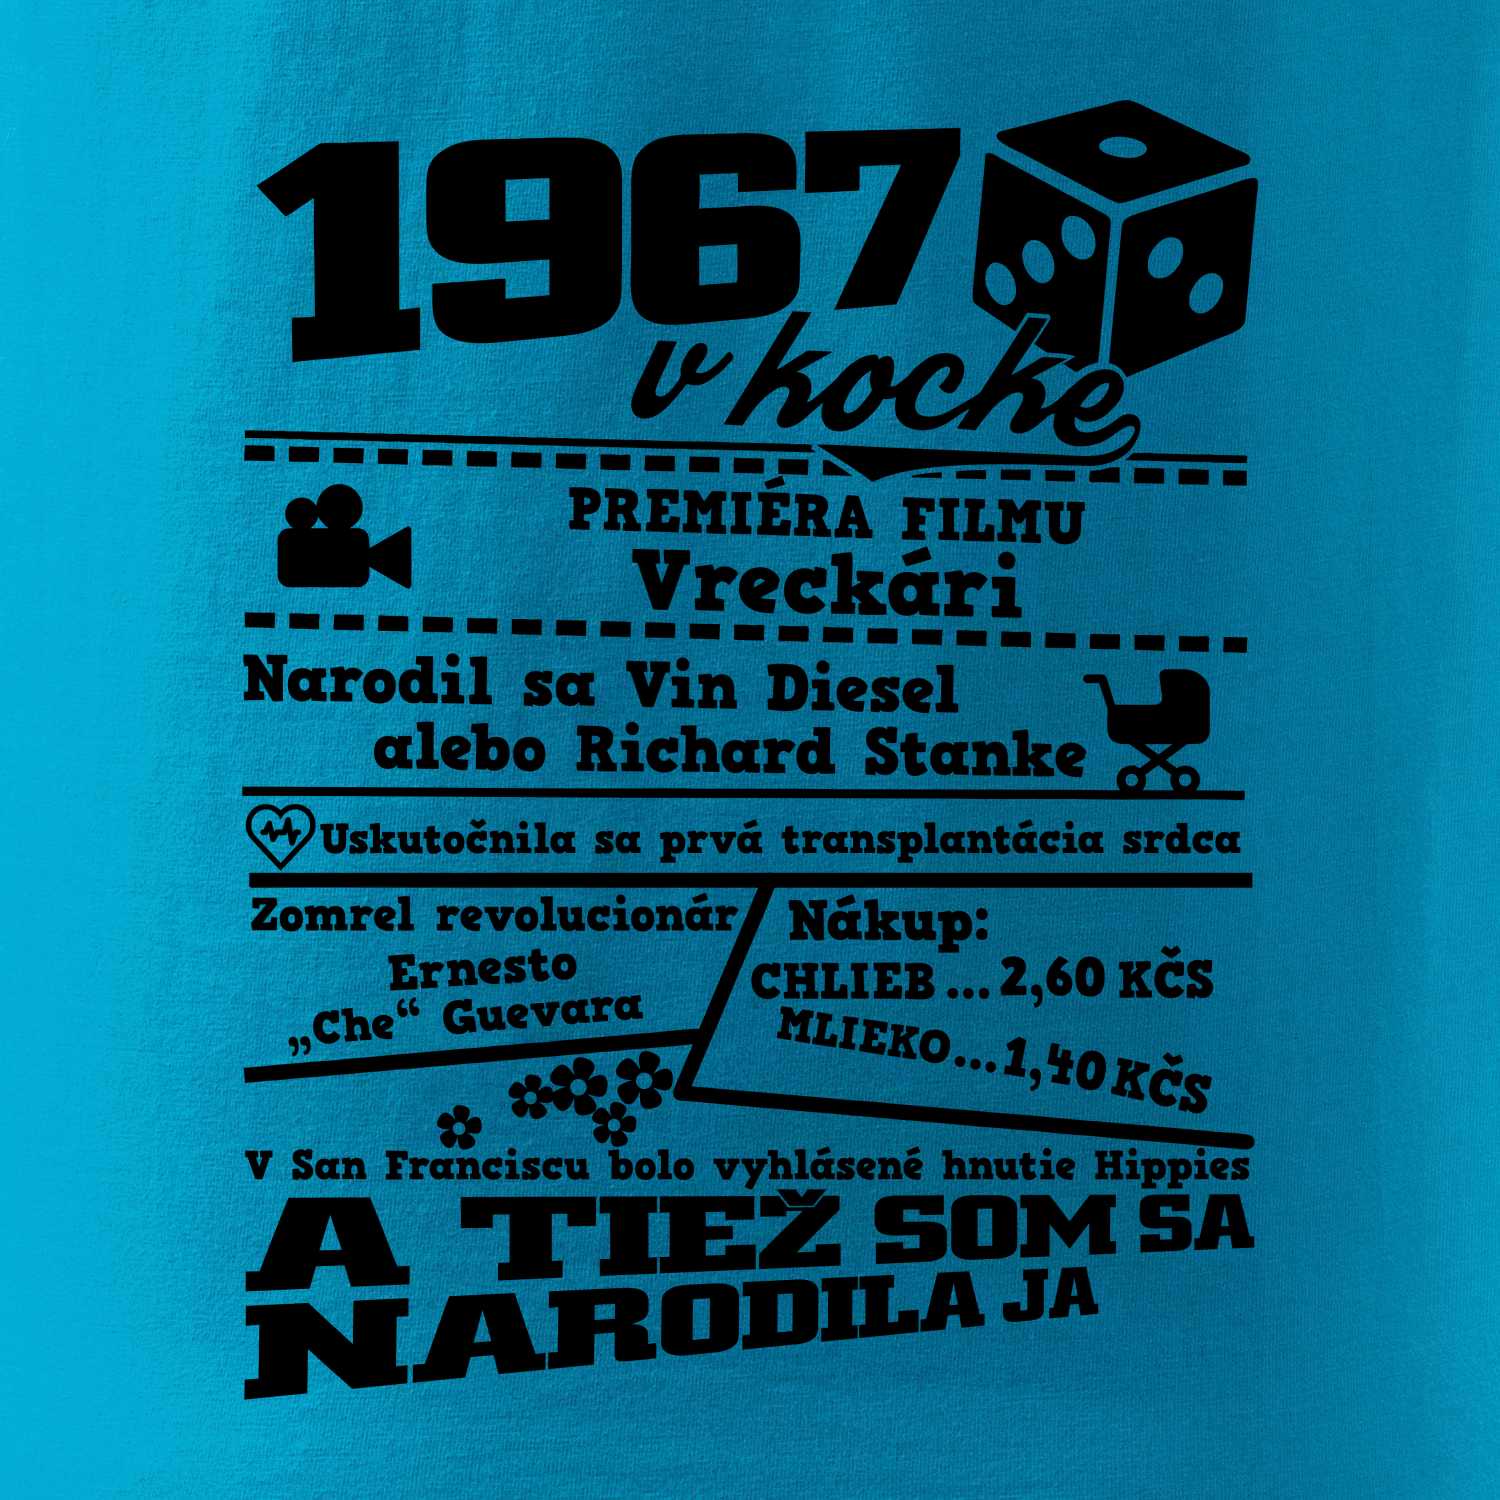 1967
v kocke
PREMIÉRA FILMU
Vreckári
Narodil sa Vin Diesel
alebo Richard Stanke
Uskutočnila sa prvá transplantácia srdca
Zomrel revolucionár
Ernesto
„Che“ Guevara
Nákup:
CHLIEB ... 2,60 KČS
MLIEKO...1,40 KČS
V San Franciscu bolo vyhlásené hnutie Hippies
A TIEŽ SOM SA
NARODILA JA